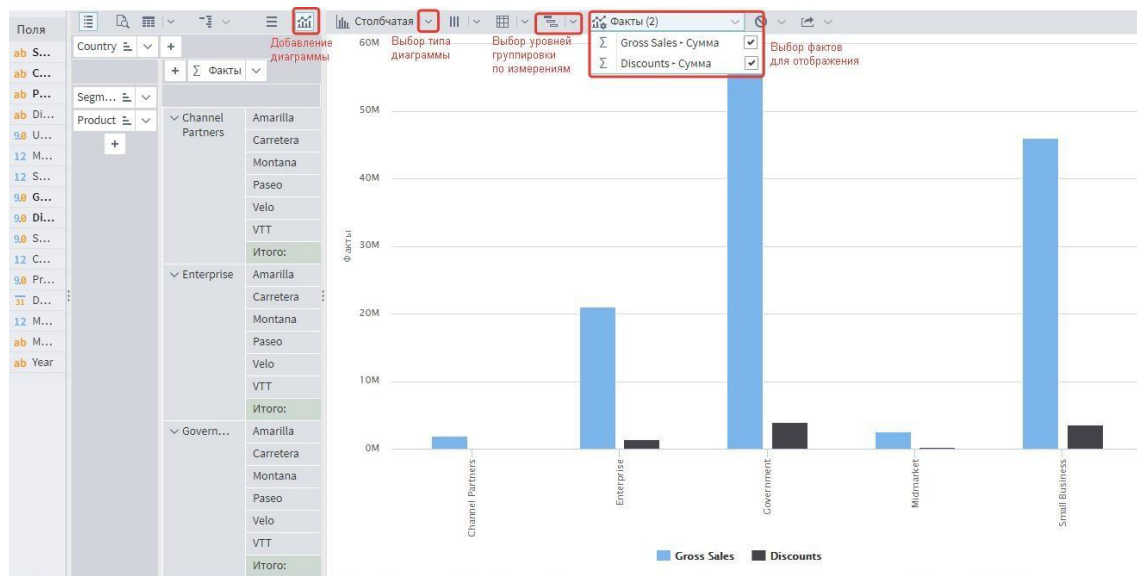 Поля
ab S...
ab C...
ab P...
ab Di...
9.0 U...
12 M...
12 S...
9.0 G...
9.0 Di...
9.0 S...
12 C...
9.0 Pr...
31 D...
12 M...
ab M...
ab Year
Добавление
диаграммы
Country
+
+ Σ Факты
Segm...
Product
+
Channel
Partners
Amarilla
Carretera
Montana
Paseo
Velo
VTT
Итого:
Enterprise
Amarilla
Carretera
Montana
Paseo
Velo
VTT
Итого:
Govern...
Amarilla
Carretera
Montana
Paseo
Velo
VTT
Итого:
Столбчатая
Выбор типа
диаграммы
Выбор уровней
группировки
по измерениям
Факты (2)
Σ Gross Sales - Сумма
Σ Discounts - Сумма
Выбор фактов
для отображения
60M
50M
40M
30M
20M
10M
0M
Факты
Channel Partners
Enterprise
Government
Midmarket
Small Business
Gross Sales
Discounts